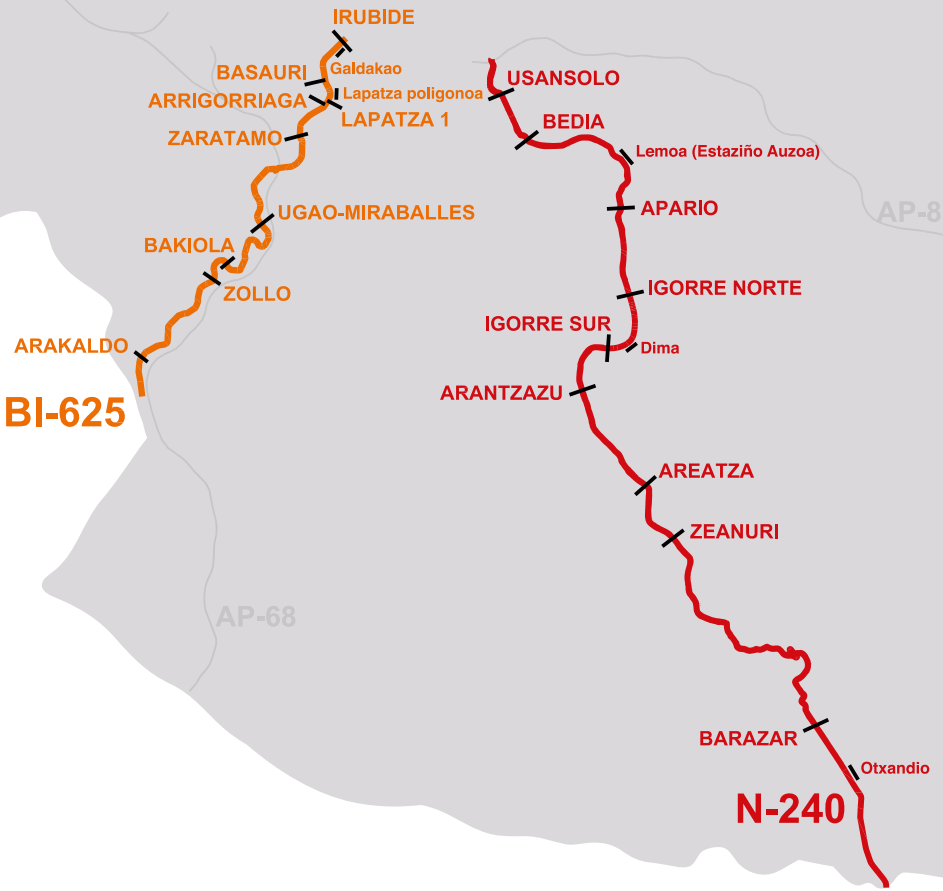 IRUBIDE
Galdakao
BASAURI
Lapatza poligonoa
ARRIGORRIAGA
LAPATZA 1
ZARATAMO
UGAO-MIRABALLES
BAKIOLA
ZOLLO
ARAKALDO
BI-625
AP-68
USANSOLO
BEDIA
Lemoa (Estaziño Auzoa)
APARIO
AP-8
IGORRE NORTE
IGORRE SUR
Dima
ARANTZAZU
AREATZA
ZEANURI
BARAZAR
Otxandio
N-240